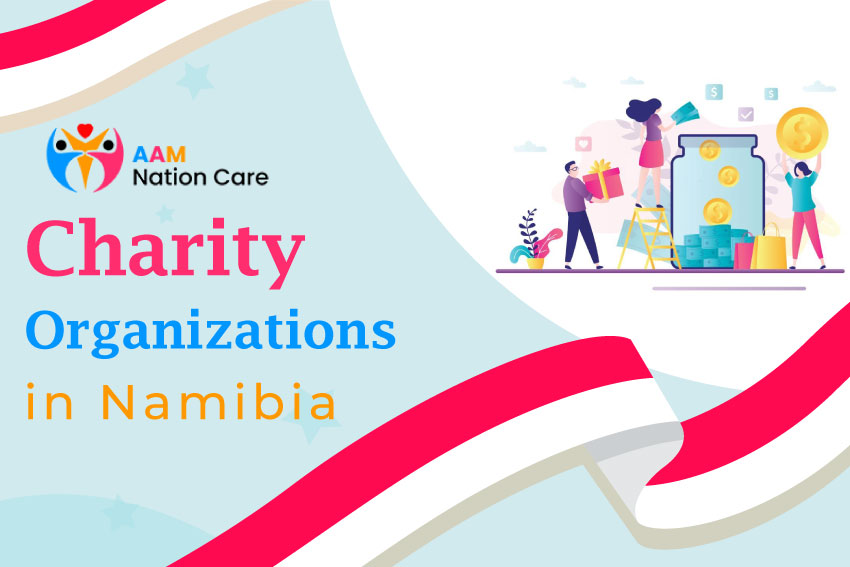 AAM
Nation Care
Charity
Organizations
in Namibia
$
$
$
$
$
$